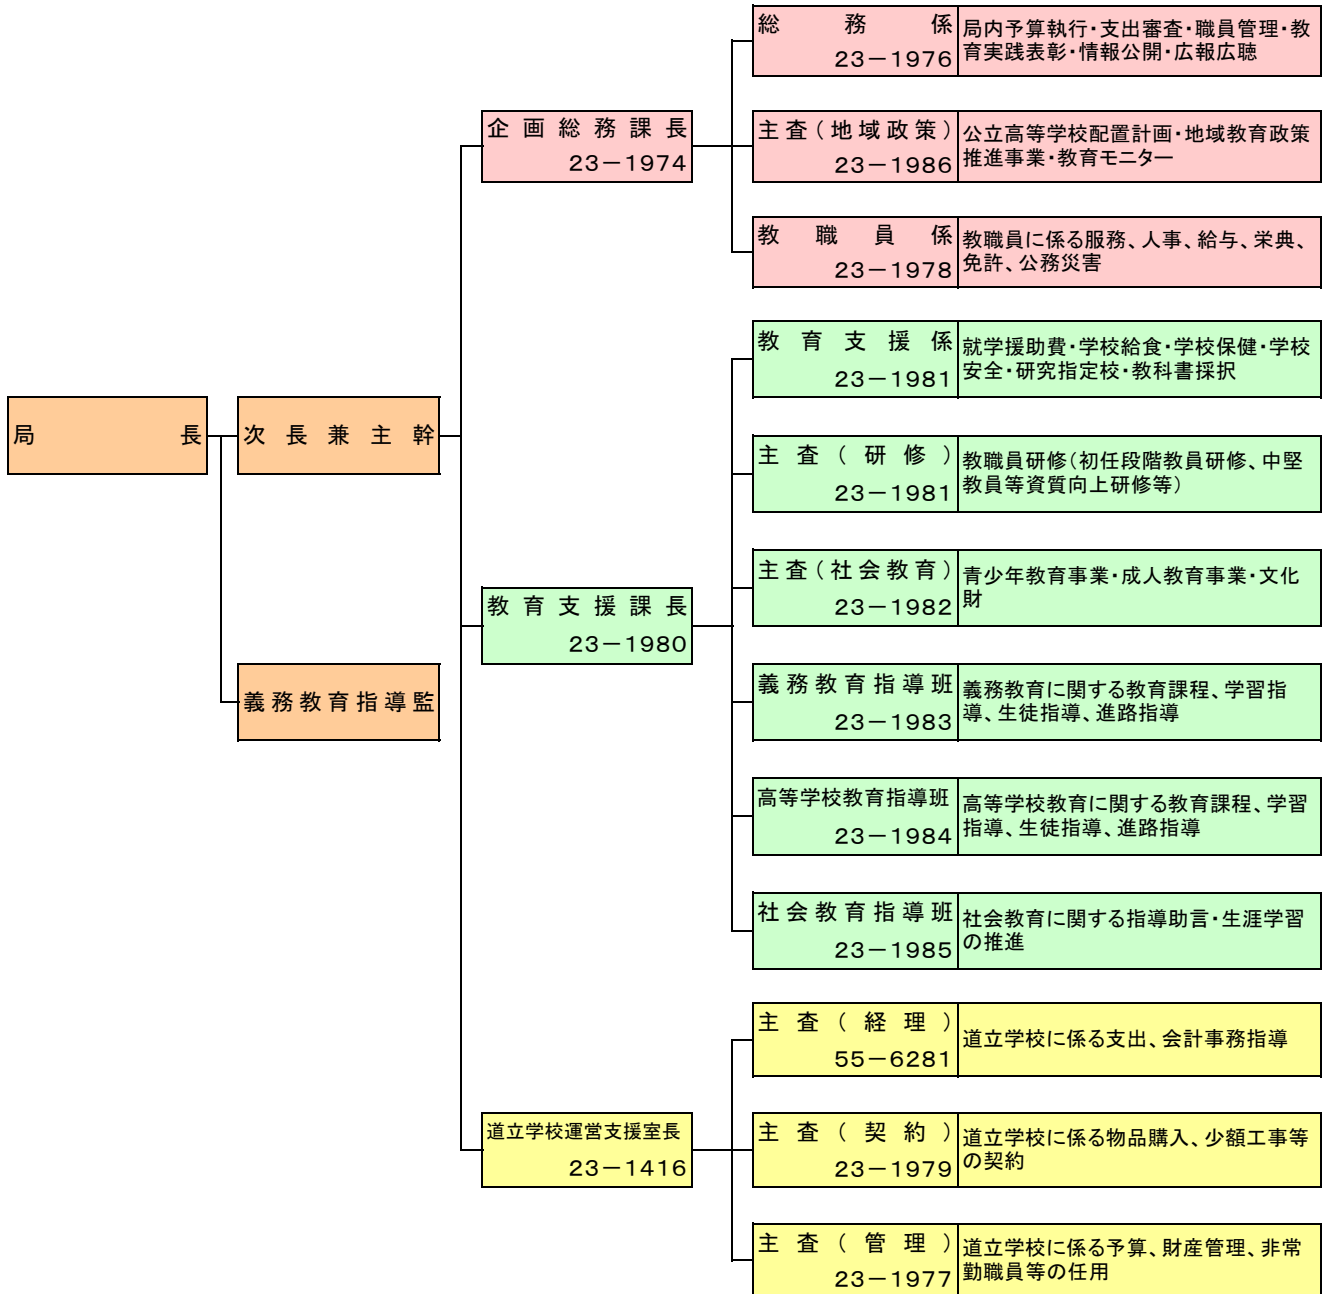 局長
次長兼主幹
義務教育指導監
企画総務課長
23－1974
総務係
23－1976
局内予算執行・支出審査・職員管理・教
育実践表彰・情報公開・広報広聴
主査(地域政策)
23－1986
公立高等学校配置計画・地域教育政策
推進事業・教育モニター
教職員係
23－1978
教職員に係る服務、人事、給与、栄典、
免許、公務災害
教育支援課長
23－1980
教育支援係
23－1981
就学援助費・学校給食・学校保健・学校
安全・研究指定校・教科書採択
主査(研修)
23－1981
教職員研修(初任段階教員研修、中堅
教員等資質向上研修等)
主査(社会教育)
23－1982
青少年教育事業・成人教育事業・文化
財
義務教育指導班
23－1983
義務教育に関する教育課程、学習指
導、生徒指導、進路指導
高等学校教育指導班
23－1984
高等学校教育に関する教育課程、学習
指導、生徒指導、進路指導
社会教育指導班
23－1985
社会教育に関する指導助言・生涯学習
の推進
道立学校運営支援室長
23－1416
主査(経理)
55－6281
道立学校に係る支出、会計事務指導
主査(契約)
23－1979
道立学校に係る物品購入、少額工事等
の契約
主査(管理)
23－1977
道立学校に係る予算、財産管理、非常
勤職員等の任用